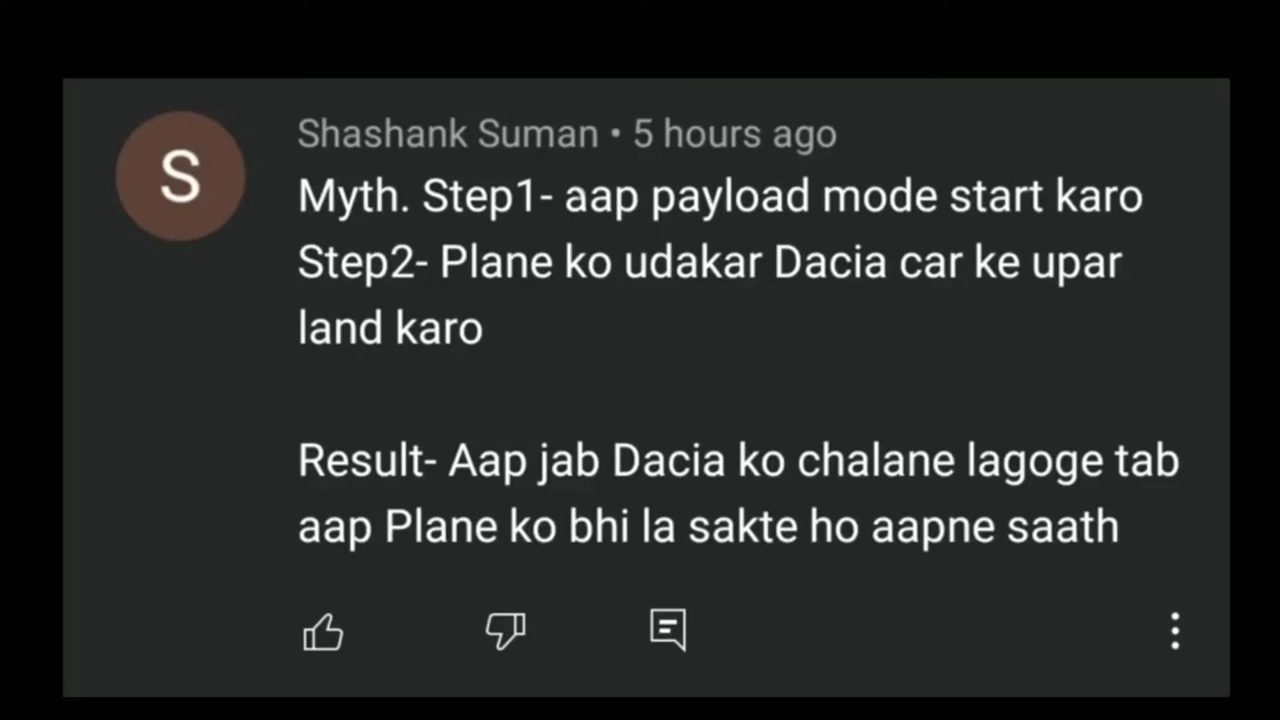 S
Shashank Suman • 5 hours ago
Myth. Step1- aap payload mode start karo
Step2- Plane ko udakar Dacia car ke upar
land karo
Result- Aap jab Dacia ko chalane lagoge tab
aap Plane ko bhi la sakte ho aapne saath